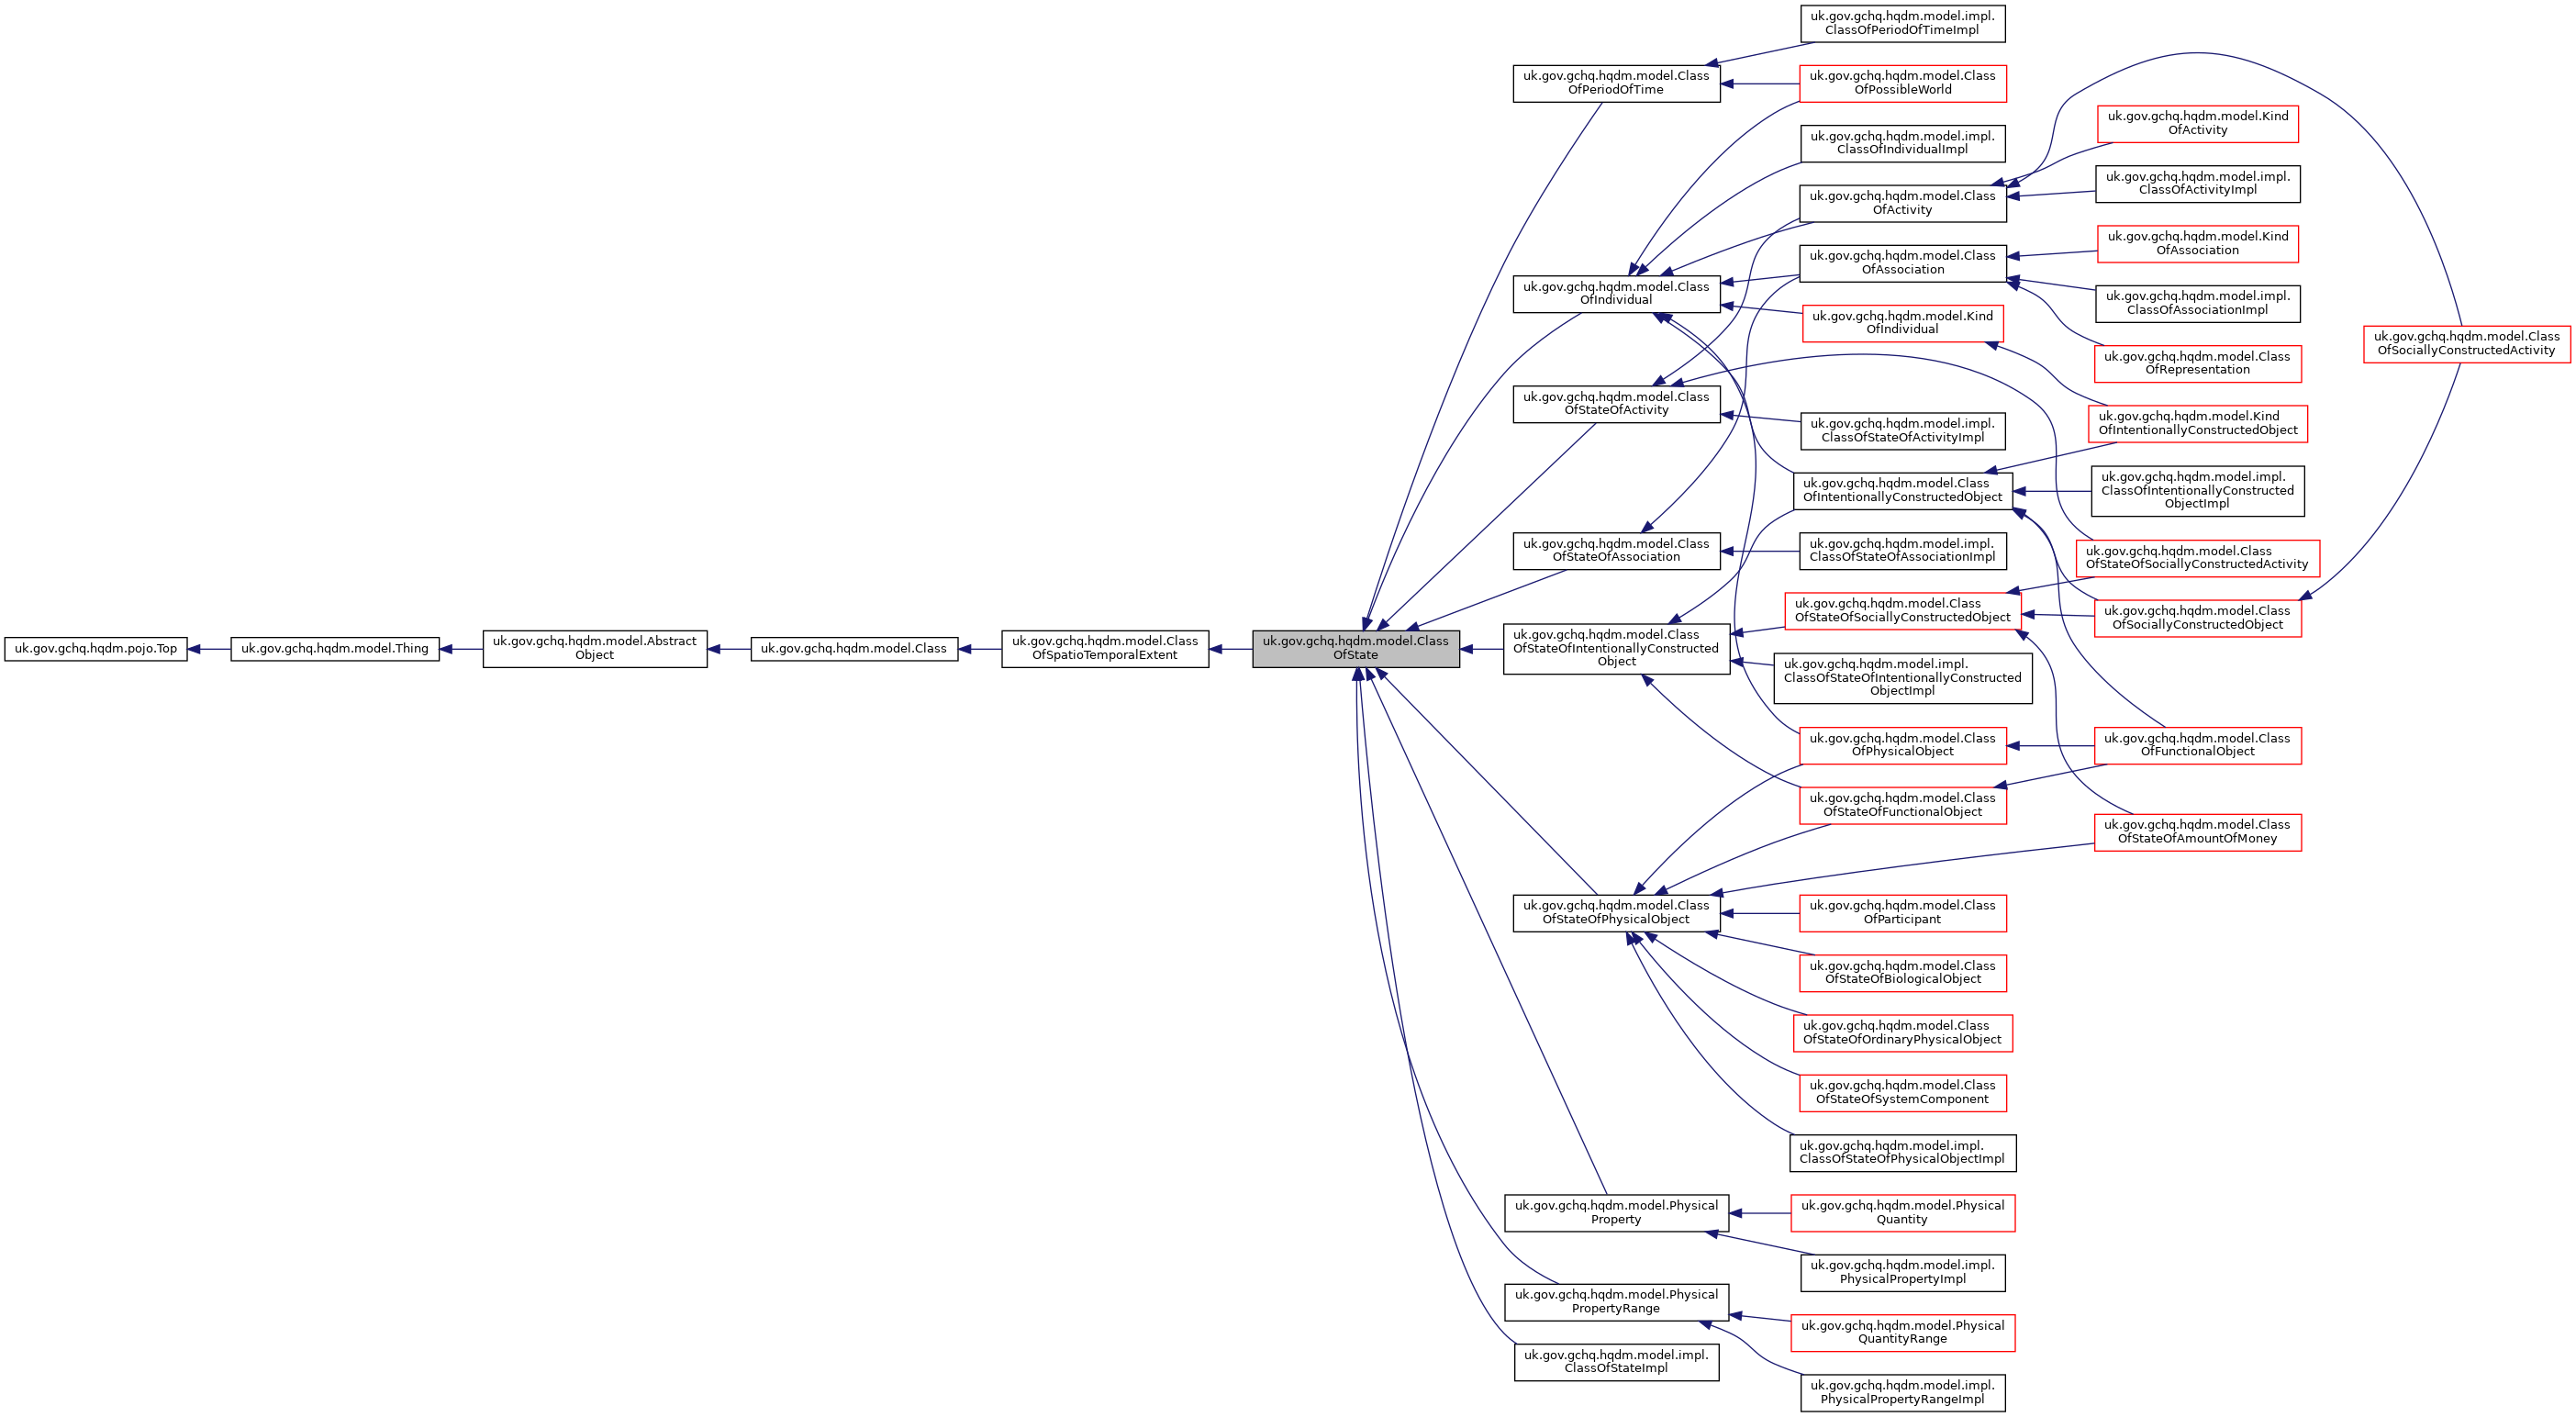 uk.gov.gchq.hqdm.pojo.Top
uk.gov.gchq.hqdm.model.Thing
uk.gov.gchq.hqdm.model.Abstract
Object
uk.gov.gchq.hqdm.model.Class
uk.gov.gchq.hqdm.model.Class
OfSpatioTemporalExtent
uk.gov.gchq.hqdm.model.Class
OfState
uk.gov.gchq.hqdm.model.Class
OfPeriodOfTime
uk.gov.gchq.hqdm.model.Class
OfIndividual
uk.gov.gchq.hqdm.model.Class
OfStateOfActivity
uk.gov.gchq.hqdm.model.Class
OfStateOfAssociation
uk.gov.gchq.hqdm.model.Class
OfStateOfIntentionallyConstructed
Object
uk.gov.gchq.hqdm.model.Class
OfStateOfPhysicalObject
uk.gov.gchq.hqdm.model.Physical
Property
uk.gov.gchq.hqdm.model.Physical
PropertyRange
uk.gov.gchq.hqdm.model.impl.
ClassOfStateImpl
uk.gov.gchq.hqdm.model.impl.
ClassOfPeriodOfTimeImpl
uk.gov.gchq.hqdm.model.Class
OfPossibleWorld
uk.gov.gchq.hqdm.model.impl.
ClassOfIndividualImpl
uk.gov.gchq.hqdm.model.Class
OfActivity
uk.gov.gchq.hqdm.model.Class
OfAssociation
uk.gov.gchq.hqdm.model.Kind
OfIndividual
uk.gov.gchq.hqdm.model.impl.
ClassOfStateOfActivityImpl
uk.gov.gchq.hqdm.model.Class
OfIntentionallyConstructedObject
uk.gov.gchq.hqdm.model.impl.
ClassOfStateOfAssociationImpl
uk.gov.gchq.hqdm.model.Class
OfStateOfSociallyConstructedObject
uk.gov.gchq.hqdm.model.impl.
ClassOfStateOfIntentionallyConstructed
ObjectImpl
uk.gov.gchq.hqdm.model.Class
OfPhysicalObject
uk.gov.gchq.hqdm.model.Class
OfStateOfFunctionalObject
uk.gov.gchq.hqdm.model.Class
OfParticipant
uk.gov.gchq.hqdm.model.Class
OfStateOfBiologicalObject
uk.gov.gchq.hqdm.model.Class
OfStateOfOrdinaryPhysicalObject
uk.gov.gchq.hqdm.model.Class
OfStateOfSystemComponent
uk.gov.gchq.hqdm.model.impl.
ClassOfStateOfPhysicalObjectImpl
uk.gov.gchq.hqdm.model.Physical
Quantity
uk.gov.gchq.hqdm.model.impl.
PhysicalPropertyImpl
uk.gov.gchq.hqdm.model.Physical
QuantityRange
uk.gov.gchq.hqdm.model.impl.
PhysicalPropertyRangeImpl
uk.gov.gchq.hqdm.model.Kind
OfActivity
uk.gov.gchq.hqdm.model.impl.
ClassOfActivityImpl
uk.gov.gchq.hqdm.model.Kind
OfAssociation
uk.gov.gchq.hqdm.model.impl.
ClassOfAssociationImpl
uk.gov.gchq.hqdm.model.Class
OfRepresentation
uk.gov.gchq.hqdm.model.Kind
OfIntentionallyConstructedObject
uk.gov.gchq.hqdm.model.impl.
ClassOfIntentionallyConstructed
ObjectImpl
uk.gov.gchq.hqdm.model.Class
OfStateOfSociallyConstructedActivity
uk.gov.gchq.hqdm.model.Class
OfSociallyConstructedObject
uk.gov.gchq.hqdm.model.Class
OfFunctionalObject
uk.gov.gchq.hqdm.model.Class
OfStateOfAmountOfMoney
uk.gov.gchq.hqdm.model.Class
OfSociallyConstructedActivity